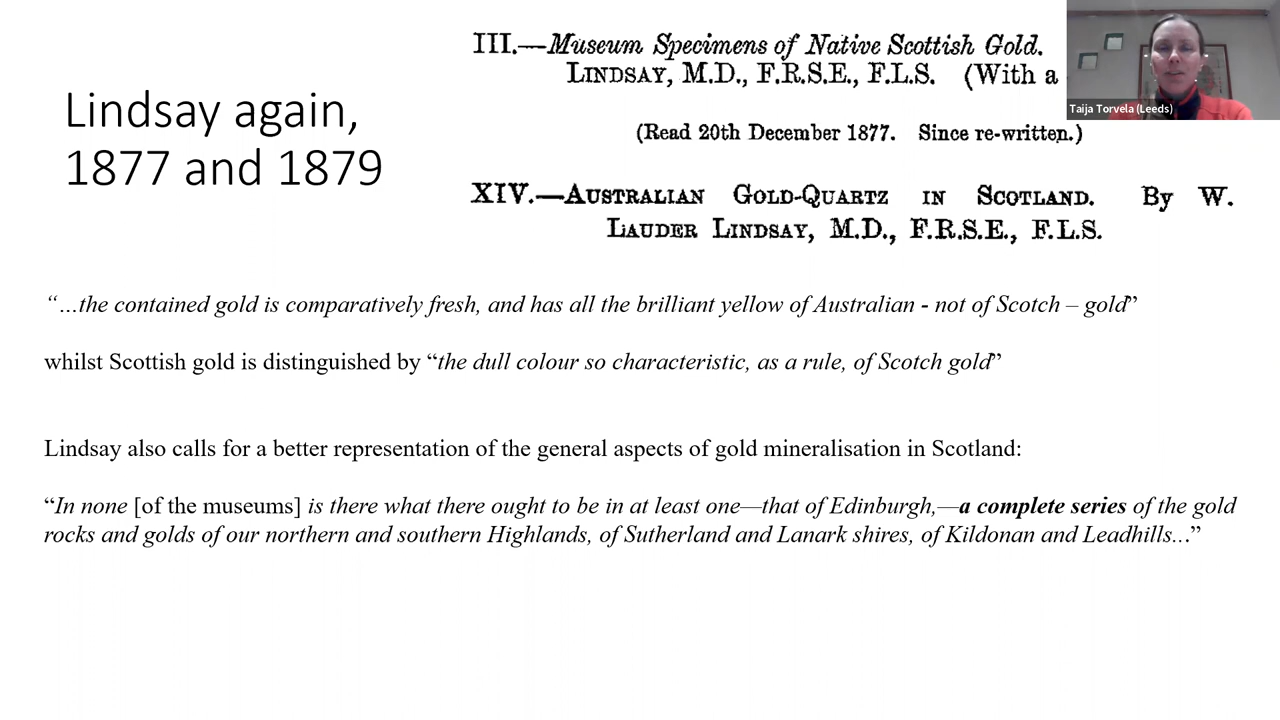 Lindsay again,
1877 and 1879
III.—Museum Specimens of Native Scottish Gold.
LINDSAY, M.D., F.R.S.E., F.L.S. (With a
(Read 20th December 1877. Since re-written.)
XIV.—AUSTRALIAN GOLD-QUARTZ IN SCOTLAND. By W.
LAUDER LINDSAY, M.D., F.R.S.E., F.L.S.
Taija Torvela (Leeds)
“…the contained gold is comparatively fresh, and has all the brilliant yellow of Australian - not of Scotch – gold”
whilst Scottish gold is distinguished by “the dull colour so characteristic, as a rule, of Scotch gold”
Lindsay also calls for a better representation of the general aspects of gold mineralisation in Scotland:
“In none [of the museums] is there what there ought to be in at least one—that of Edinburgh,—a complete series of the gold
rocks and golds of our northern and southern Highlands, of Sutherland and Lanark shires, of Kildonan and Leadhills...”